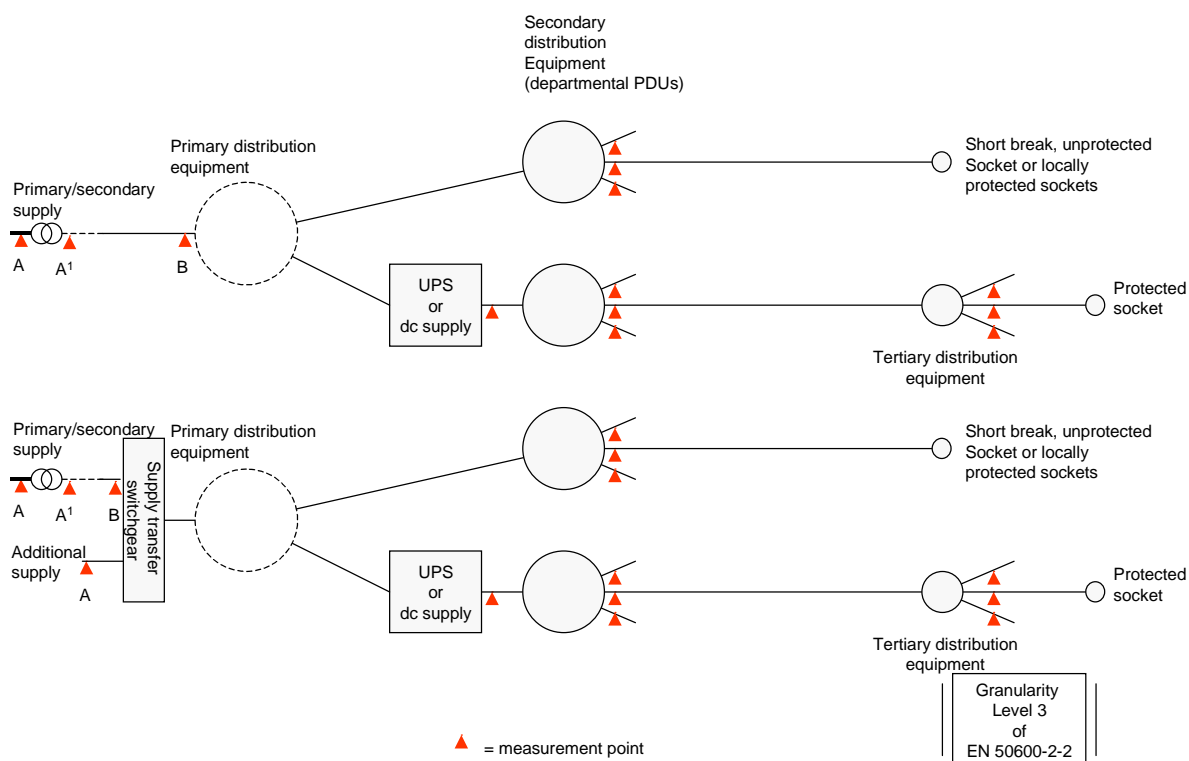 Secondary
distribution
Equipment
(departmental PDUs)
Primary distribution
equipment
Short break, unprotected
Socket or locally
protected sockets
Primary/secondary
supply
A
A¹
B
UPS
or
dc supply
Protected
socket
Tertiary distribution
equipment
Primary/secondary
supply
Primary distribution
equipment
Short break, unprotected
Socket or locally
protected sockets
A
A¹
B
Supply transfer
switchgear
Additional
supply
A
UPS
or
dc supply
Protected
socket
Tertiary distribution
equipment
Granularity
Level 3
of
EN 50600-2-2
= measurement point